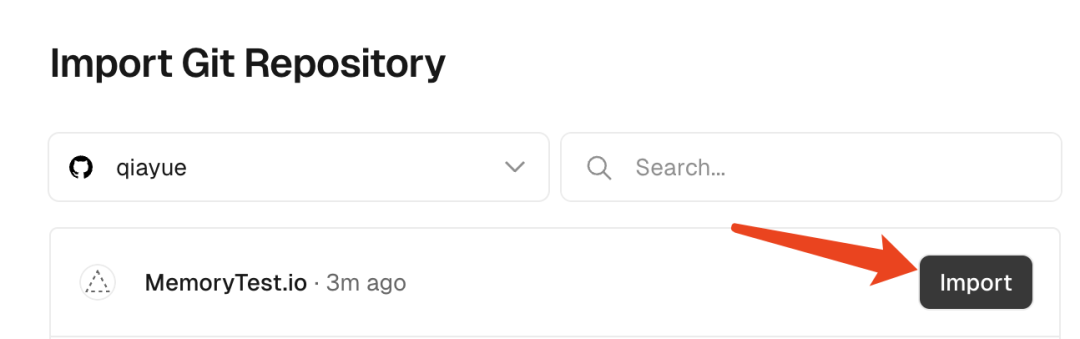 Import Git Repository
qiayue
Search...
MemoryTest.io · 3m ago
Import